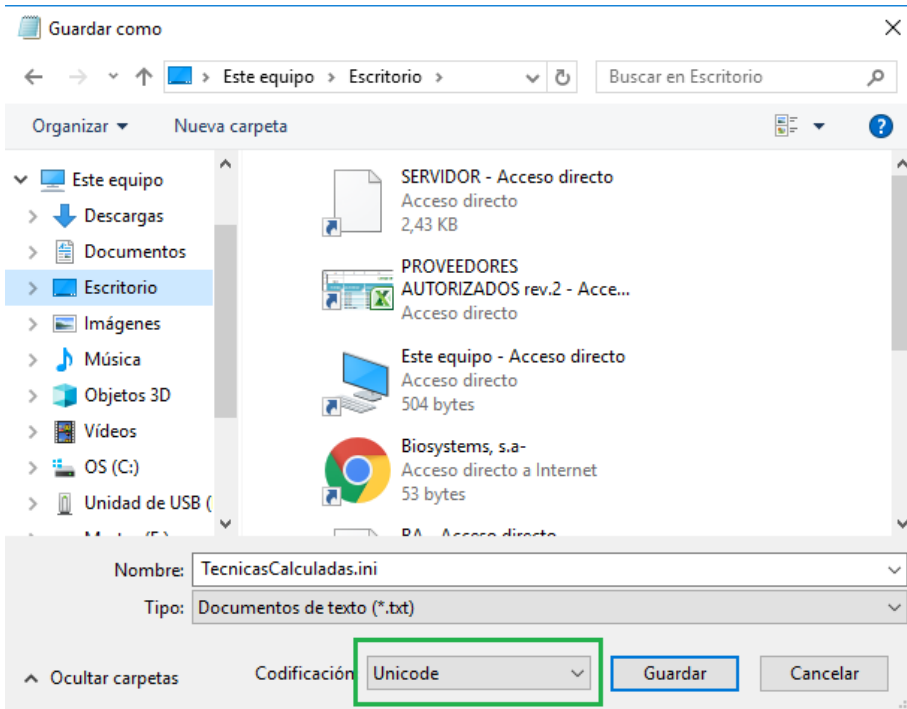 Guardar como
Este equipo > Escritorio >
Buscar en Escritorio
Organizar
Nueva carpeta
?
Este equipo
Descargas
Documentos
Escritorio
Imágenes
Música
Objetos 3D
Vídeos
OS (C:)
Unidad de USB (
SERVIDOR - Acceso directo
Acceso directo
2,43 KB
PROVEEDORES
AUTORIZADOS rev.2 - Acce...
Acceso directo
Este equipo - Acceso directo
Acceso directo
504 bytes
Biosystems, s.a-
Acceso directo a Internet
53 bytes
Acceso directo
Nombre: TecnicasCalculadas.ini
Tipo: Documentos de texto (*.txt)
Ocultar carpetas
Codificación
Unicode
Guardar
Cancelar